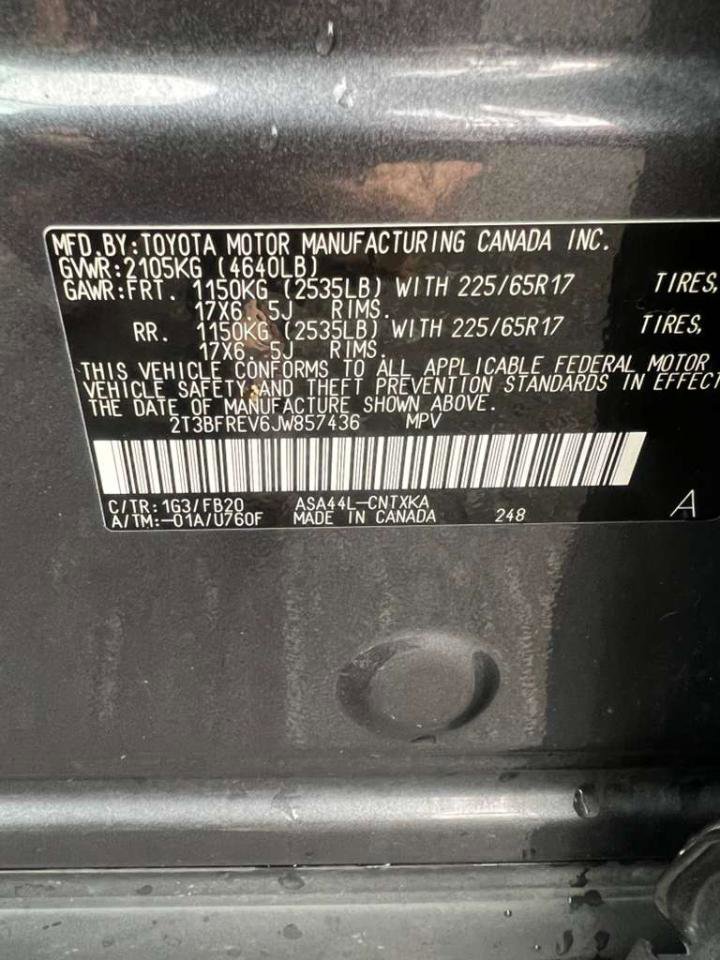 MFD.BY:TOYOTA MOTOR MANUFACTURING CANADA INC.
GVWR:2105KG (4640LB)
GAWR:FRT. 1150KG (2535LB) WITH 225/65R17 TIRES,
17X6.5J RIMS.
RR. 1150KG (2535LB) WITH 225/65R17 TIRES,
17X6.5J RIMS.
THIS VEHICLE CONFORMS TO ALL APPLICABLE FEDERAL MOTOR
VEHICLE SAFETY AND THEFT PREVENTION STANDARDS IN EFFECT
THE DATE OF MANUFACTURE SHOWN ABOVE.
2T3BFREV6JW857436 MPV
C/TR:1G3/FB20 ASA44L-CNTXKA
A/TM:-01A/U760F MADE IN CANADA 248 A